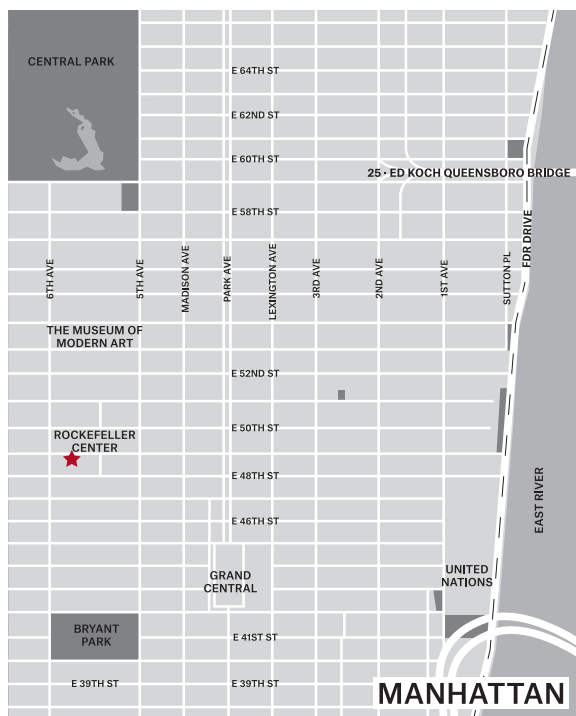 CENTRAL PARK
E 64TH ST
E 62ND ST
E 60TH ST
25 · ED KOCH QUEENSBORO BRIDGE
E 58TH ST
FDR DRIVE
6TH AVE
5TH AVE
MADISON AVE
PARK AVE
LEXINGTON AVE
3RD AVE
2ND AVE
1ST AVE
SUTTON PL
THE MUSEUM OF
MODERN ART
E 52ND ST
E 50TH ST
ROCKEFELLER
CENTER
E 48TH ST
EAST RIVER
E 46TH ST
GRAND
CENTRAL
UNITED
NATIONS
BRYANT
PARK
E 41ST ST
E 39TH ST
E 39TH ST
MANHATTAN